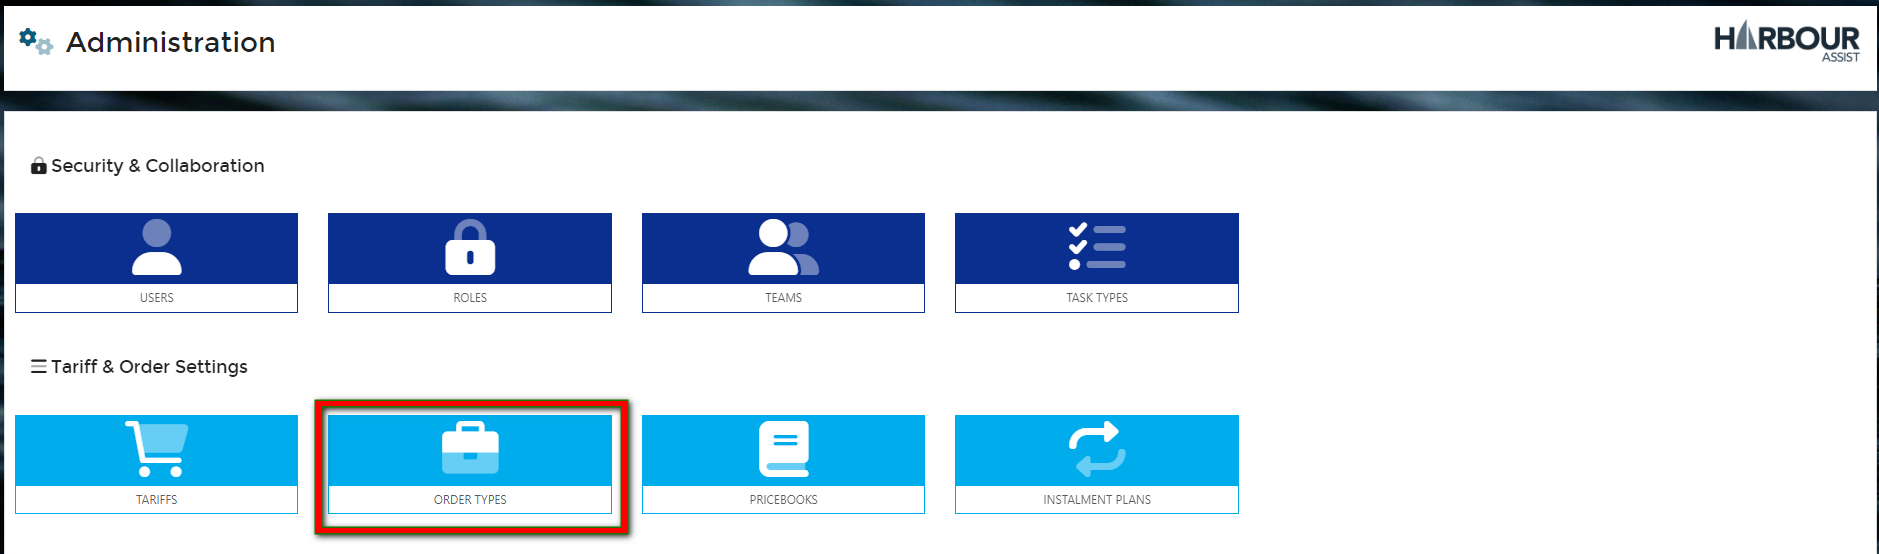 Administration
HARBOUR
ASSIST
Security & Collaboration
USERS
ROLES
TEAMS
TASK TYPES
Tariff & Order Settings
TARIFFS
ORDER TYPES
PRICEBOOKS
INSTALMENT PLANS